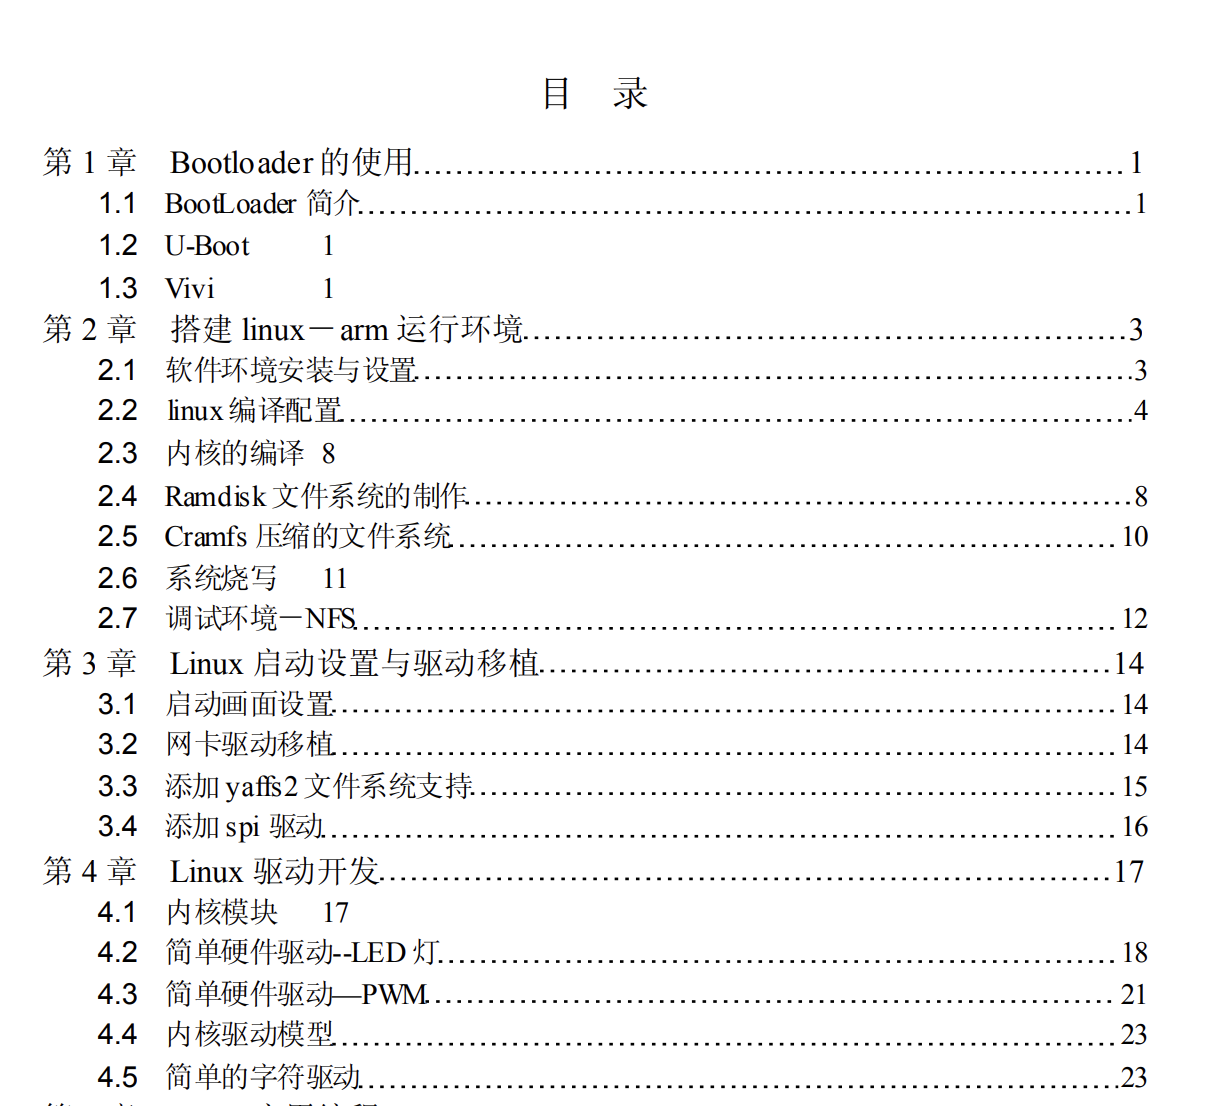 目 录
第 1 章 Bootloader 的使用........................................1
1.1 BootLoader 简介........................................1
1.2 U-Boot 1
1.3 Vivi 1
第 2 章 搭建 linux－arm 运行环境........................................3
2.1 软件环境安装与设置........................................3
2.2 linux 编译配置........................................4
2.3 内核的编译 8
2.4 Ramdisk 文件系统的制作........................................8
2.5 Cramfs 压缩的文件系统........................................10
2.6 系统烧写 11
2.7 调试环境－NFS........................................12
第 3 章 Linux 启动设置与驱动移植........................................14
3.1 启动画面设置........................................14
3.2 网卡驱动移植........................................14
3.3 添加 yaffs2 文件系统支持........................................15
3.4 添加 spi 驱动........................................16
第 4 章 Linux 驱动开发........................................17
4.1 内核模块 17
4.2 简单硬件驱动--LED 灯........................................18
4.3 简单硬件驱动—PWM........................................21
4.4 内核驱动模型........................................23
4.5 简单的字符驱动........................................23